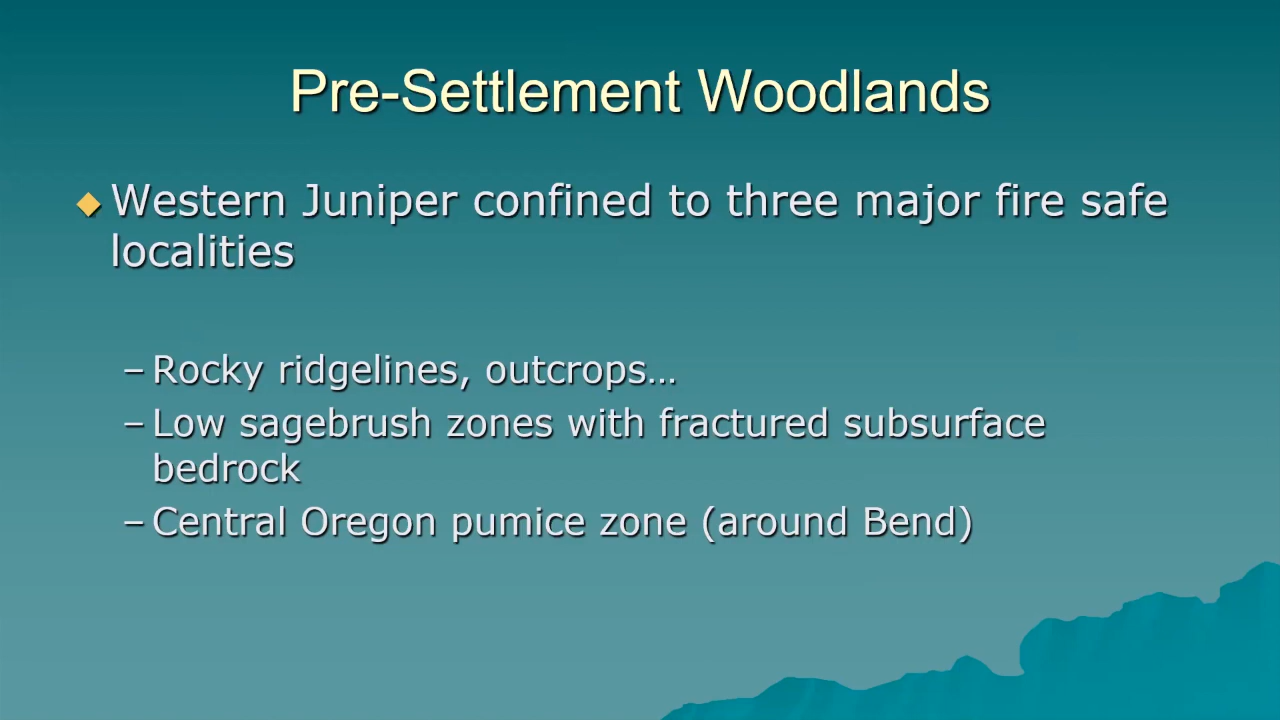 Pre-Settlement Woodlands
Western Juniper confined to three major fire safe
localities
– Rocky ridgelines, outcrops…
– Low sagebrush zones with fractured subsurface
bedrock
– Central Oregon pumice zone (around Bend)